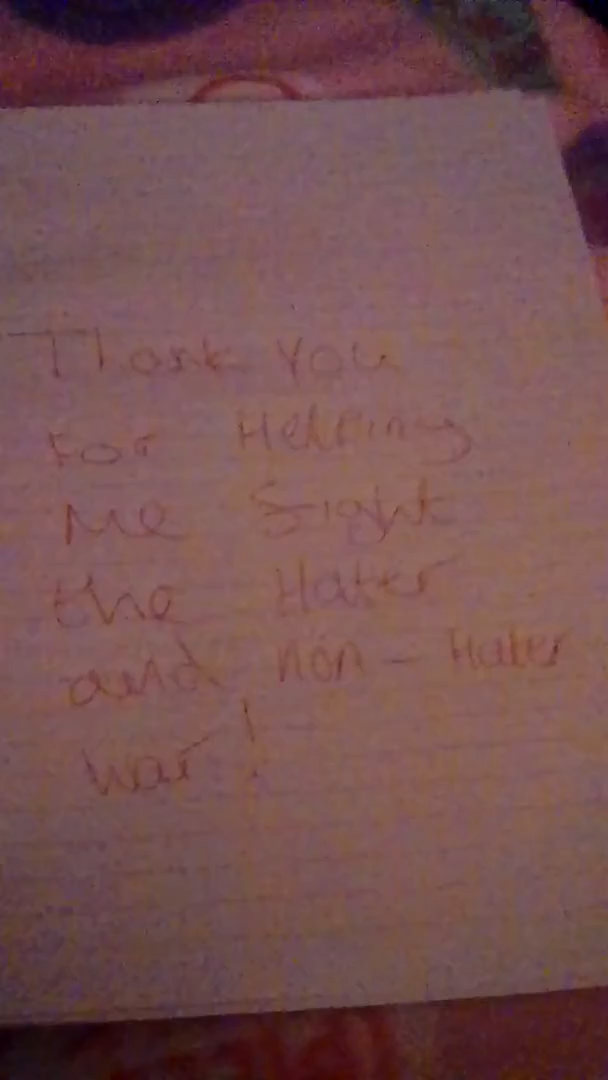 Thank You
For HeLPing
Me fight
the Hater
and non-Hater
war!